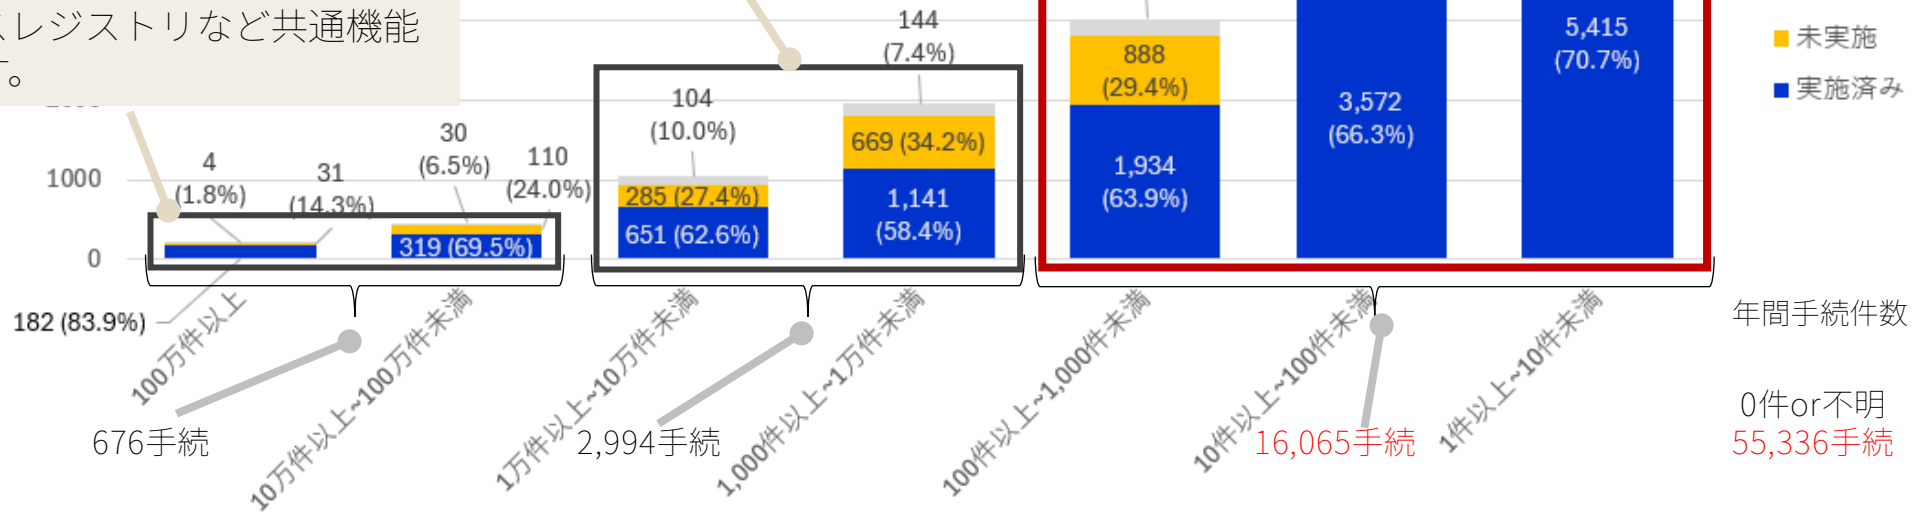 スレジストリなど共通機能
す。
1000
0
4
(1.8%)
31
(14.3%)
182 (83.9%)
30
(6.5%)
110
(24.0%)
319 (69.5%)
104
(10.0%)
285 (27.4%)
651 (62.6%)
144
(7.4%)
669 (34.2%)
1,141
(58.4%)
888
(29.4%)
1,934
(63.9%)
3,572
(66.3%)
5,415
(70.7%)
未実施
実施済み
100万件以上
10万件以上~100万件未満
1万件以上~10万件未満
1,000件以上~1万件未満
100件以上~1,000件未満
10件以上~100件未満
1件以上~10件未満
年間手続件数
676手続
2,994手続
16,065手続
0件or不明
55,336手続